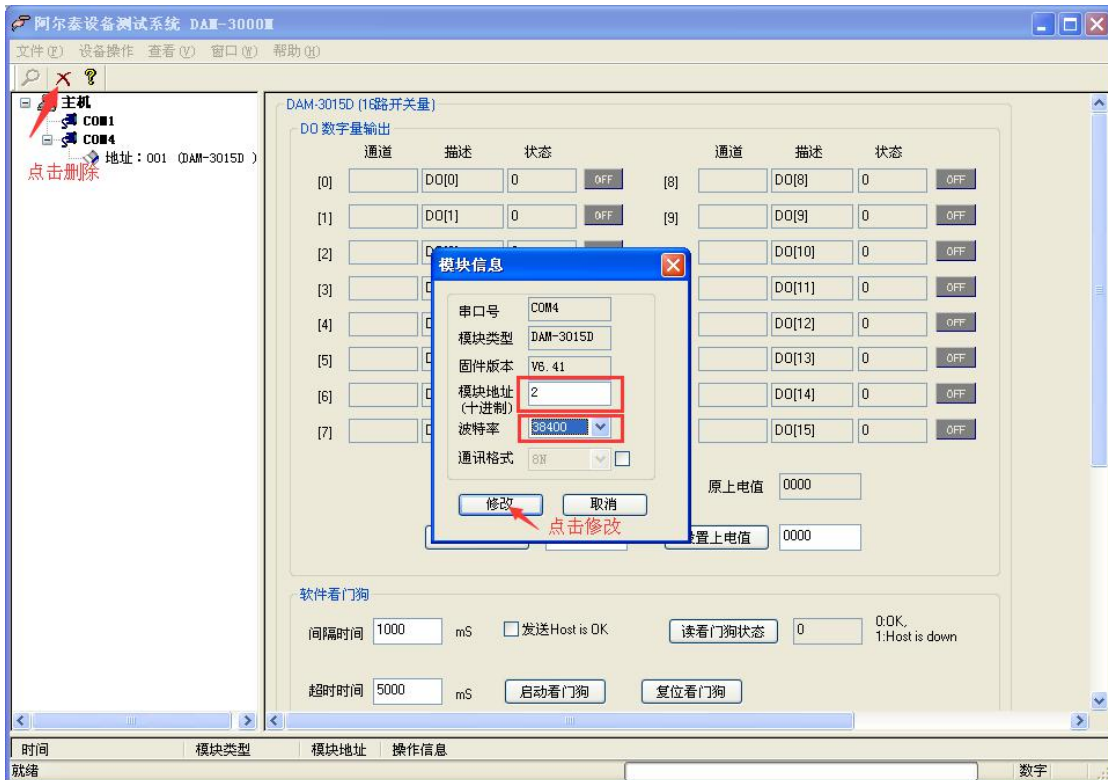 阿尔泰设备测试系统 DAM-3000M
文件(F) 设备操作 查看(V) 窗口(W) 帮助(H)
主机
COM1
COM4
地址：001 (DAM-3015D )
点击删除
DAM-3015D (16路开关量)
DO 数字量输出
通道 描述 状态 通道 描述 状态
[0] DO[0] 0 OFF [8] DO[8] 0 OFF
[1] DO[1] 0 OFF [9] DO[9] 0 OFF
[2] DO[10] 0 OFF
[3] DO[11] 0 OFF
[4] DO[12] 0 OFF
[5] DO[13] 0 OFF
[6] DO[14] 0 OFF
[7] DO[15] 0 OFF
模块信息
串口号 COM4
模块类型 DAM-3015D
固件版本 V6.41
模块地址 2
(十进制)
波特率 38400
通讯格式 8N
修改 取消
点击修改
原上电值 0000
置上电值 0000
软件看门狗
间隔时间 1000 mS 发送Host is OK 读看门狗状态 0 0:OK,
1:Host is down
超时时间 5000 mS 启动看门狗 复位看门狗
时间 模块类型 模块地址 操作信息
就绪 数字